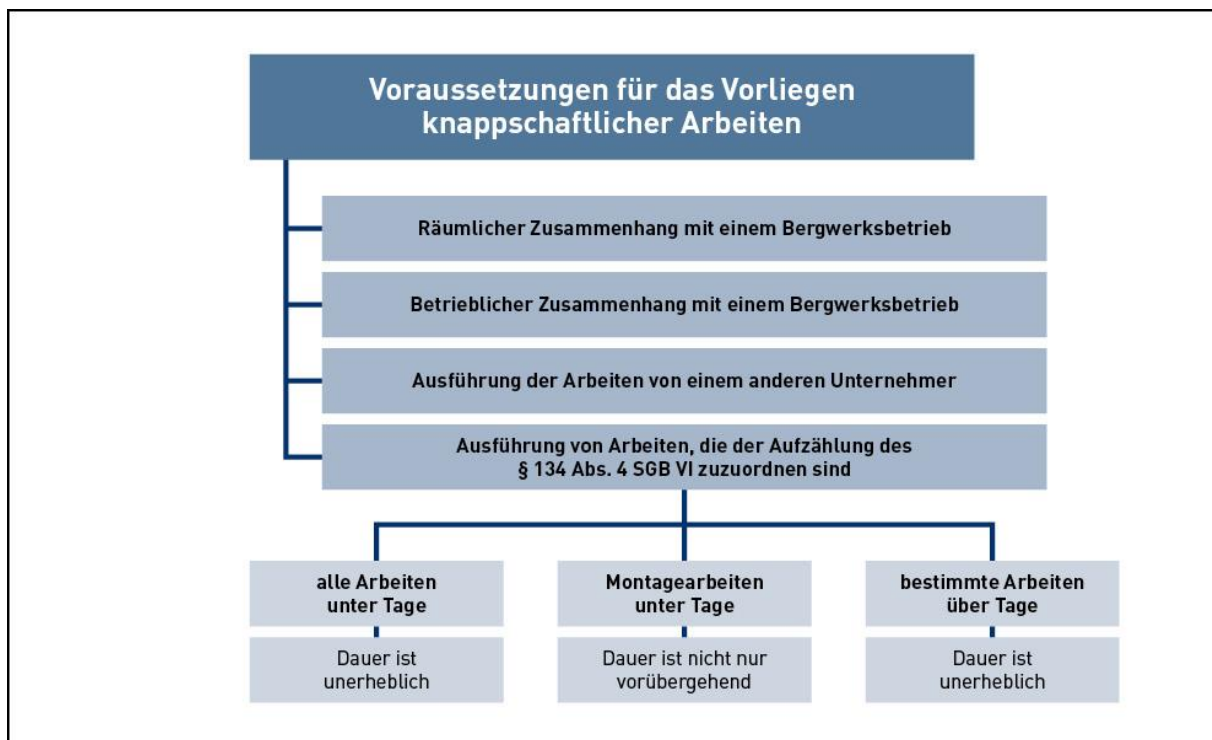 Voraussetzungen für das Vorliegen
knappschaftlicher Arbeiten
Räumlicher Zusammenhang mit einem Bergwerksbetrieb
Betrieblicher Zusammenhang mit einem Bergwerksbetrieb
Ausführung der Arbeiten von einem anderen Unternehmer
Ausführung von Arbeiten, die der Aufzählung des
§ 134 Abs. 4 SGB VI zuzuordnen sind
alle Arbeiten
unter Tage
Dauer ist
unerheblich
Montagearbeiten
unter Tage
Dauer ist nicht nur
vorübergehend
bestimmte Arbeiten
über Tage
Dauer ist
unerheblich